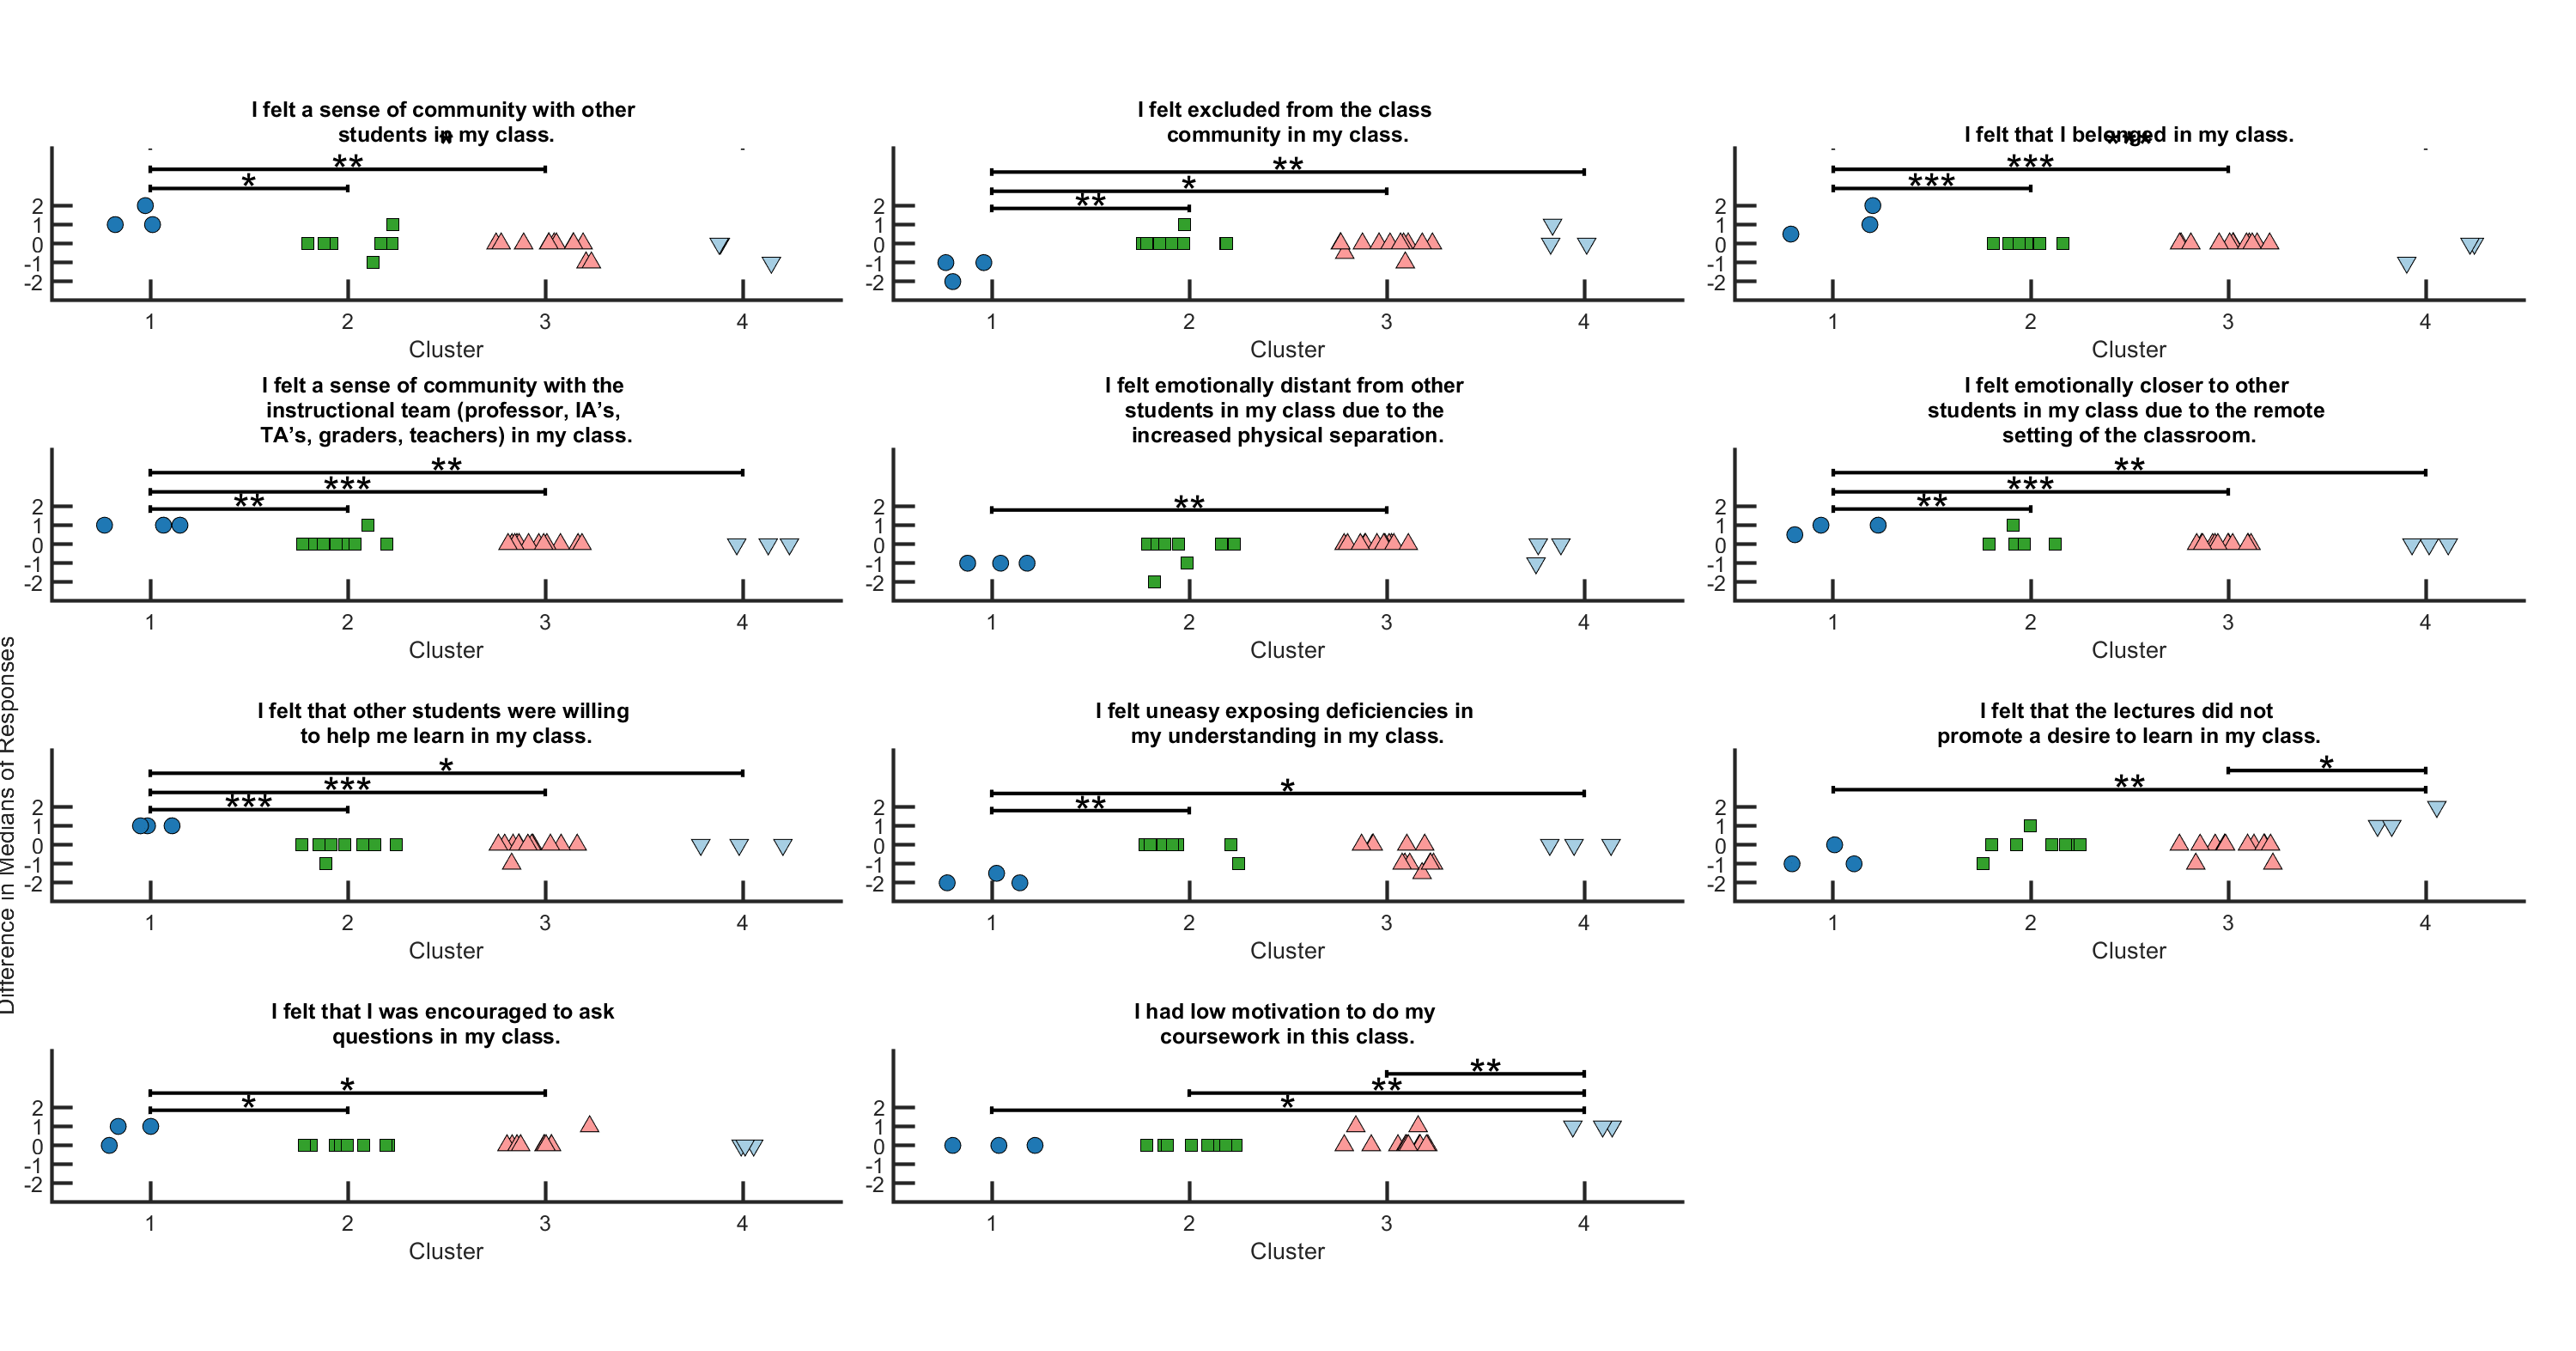 I felt a sense of community with other
students in my class.
*
**
*
2
1
0
-1
-2
1 2 3 4
Cluster
I felt excluded from the class
community in my class.
**
*
**
2
1
0
-1
-2
1 2 3 4
Cluster
I felt that I belonged in my class.
***
***
***
2
1
0
-1
-2
1 2 3 4
Cluster
I felt a sense of community with the
instructional team (professor, IA’s,
TA’s, graders, teachers) in my class.
**
***
**
2
1
0
-1
-2
1 2 3 4
Cluster
I felt emotionally distant from other
students in my class due to the
increased physical separation.
**
2
1
0
-1
-2
1 2 3 4
Cluster
I felt emotionally closer to other
students in my class due to the remote
setting of the classroom.
**
***
**
2
1
0
-1
-2
1 2 3 4
Cluster
Difference in Medians of Responses
I felt that other students were willing
to help me learn in my class.
*
***
***
2
1
0
-1
-2
1 2 3 4
Cluster
I felt uneasy exposing deficiencies in
my understanding in my class.
*
**
2
1
0
-1
-2
1 2 3 4
Cluster
I felt that the lectures did not
promote a desire to learn in my class.
*
**
2
1
0
-1
-2
1 2 3 4
Cluster
I felt that I was encouraged to ask
questions in my class.
*
*
2
1
0
-1
-2
1 2 3 4
Cluster
I had low motivation to do my
coursework in this class.
**
**
*
2
1
0
-1
-2
1 2 3 4
Cluster